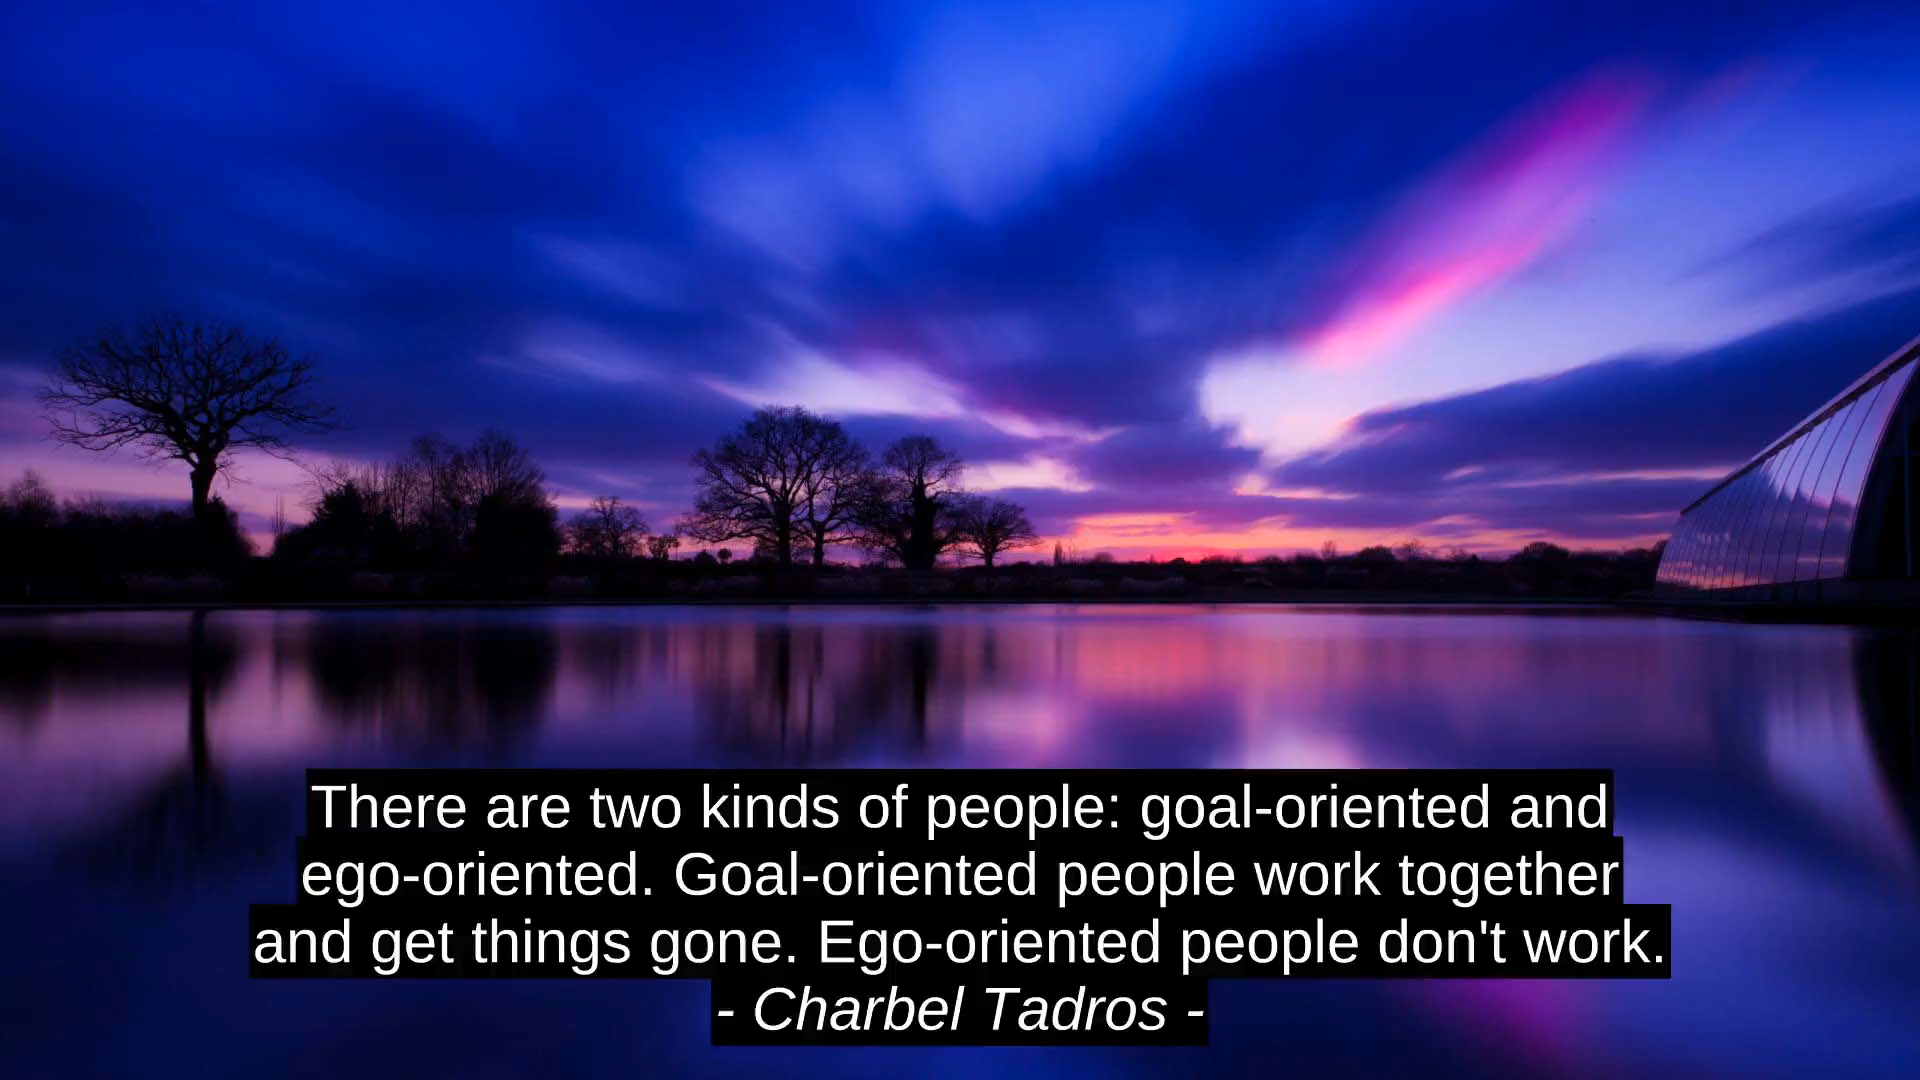 There are two kinds of people: goal-oriented and
ego-oriented. Goal-oriented people work together
and get things gone. Ego-oriented people don't work.
- Charbel Tadros -